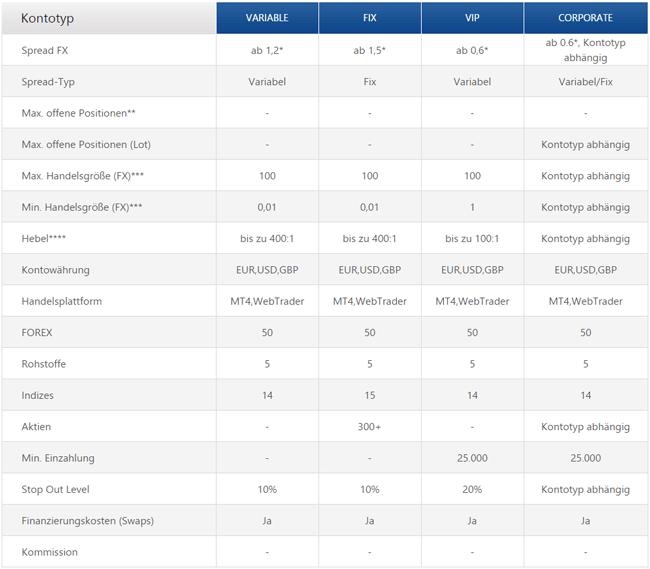 Kontotyp VARIABLE FIX VIP CORPORATE
Spread FX ab 1,2* ab 1,5* ab 0,6* ab 0.6*, Kontotyp
abhängig
Spread-Typ Variabel Fix Variabel Variabel/Fix
Max. offene Positionen** - - - -
Max. offene Positionen (Lot) - - - Kontotyp abhängig
Max. Handelsgröße (FX)*** 100 100 100 Kontotyp abhängig
Min. Handelsgröße (FX)*** 0,01 0,01 1 Kontotyp abhängig
Hebel**** bis zu 400:1 bis zu 400:1 bis zu 100:1 Kontotyp abhängig
Kontowährung EUR,USD,GBP EUR,USD,GBP EUR,USD,GBP EUR,USD,GBP
Handelsplattform MT4,WebTrader MT4,WebTrader MT4,WebTrader MT4,WebTrader
FOREX 50 50 50 50
Rohstoffe 5 5 5 5
Indizes 14 15 14 14
Aktien - 300+ - Kontotyp abhängig
Min. Einzahlung - - 25.000 25.000
Stop Out Level 10% 10% 20% Kontotyp abhängig
Finanzierungskosten (Swaps) Ja Ja Ja Ja
Kommission - - - -